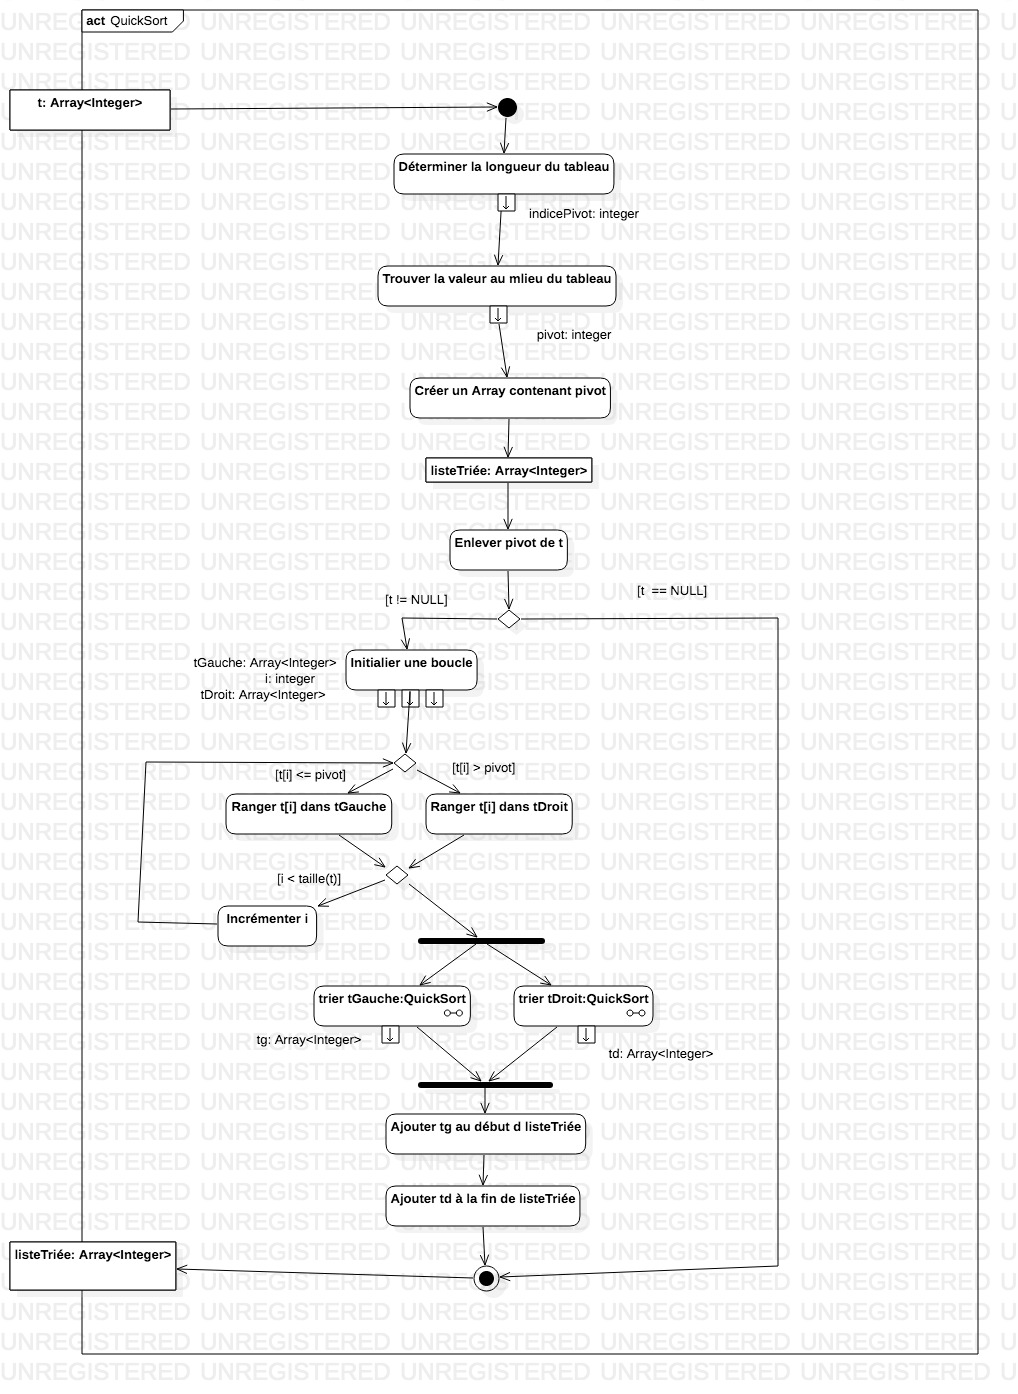 act QuickSort
t: Array<Integer>
Déterminer la longueur du tableau
indicePivot: integer
Trouver la valeur au mlieu du tableau
pivot: integer
Créer un Array contenant pivot
listeTriée: Array<Integer>
Enlever pivot de t
[t != NULL]
[t == NULL]
Initialier une boucle
tGauche: Array<Integer>
i: integer
tDroit: Array<Integer>
[t[i] <= pivot]
[t[i] > pivot]
Ranger t[i] dans tGauche
Ranger t[i] dans tDroit
[i < taille(t)]
Incrémenter i
trier tGauche:QuickSort
trier tDroit:QuickSort
tg: Array<Integer>
td: Array<Integer>
Ajouter tg au début d listeTriée
Ajouter td à la fin de listeTriée
listeTriée: Array<Integer>
UNREGISTERED